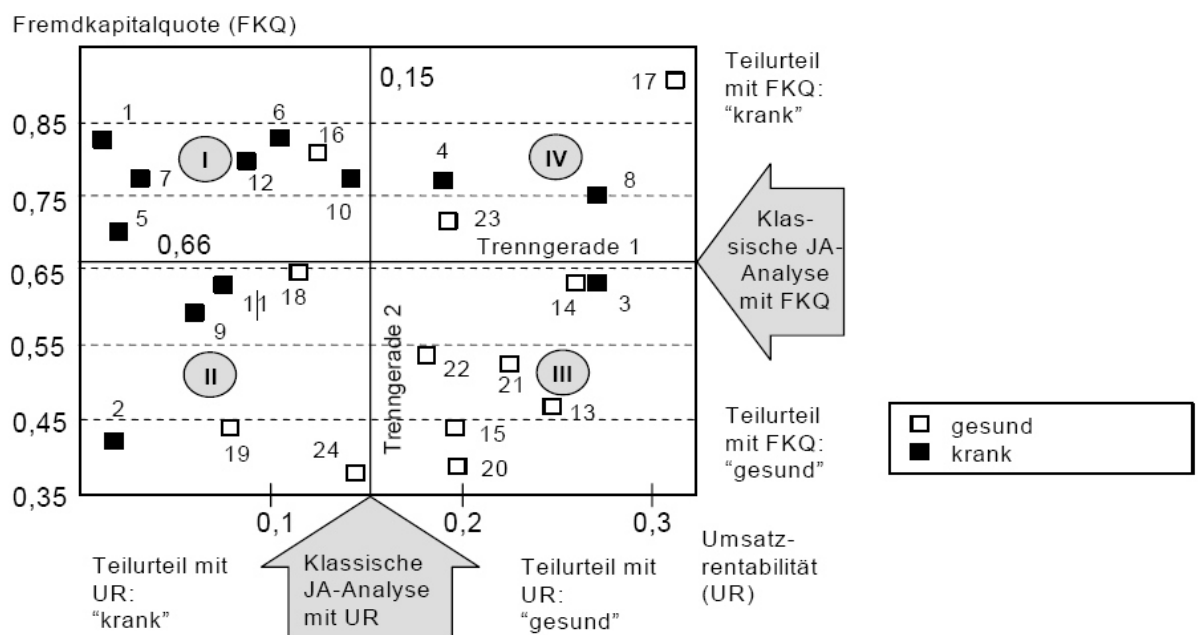 Fremdkapitalquote (FKQ)
0,15
17
Teilurteil
mit FKQ:
“krank”
0,85
1
6
16
4
I
IV
7
12
10
8
0,75
5
23
Klas-
sische JA-
Analyse
mit FKQ
0,66
Trenngerade 1
0,65
11
18
14
3
9
0,55
Trenngerade 2
22
21
II
III
2
13
0,45
19
24
15
20
Teilurteil
mit FKQ:
“gesund”
gesund
krank
0,35
0,1
0,2
0,3
Umsatz-
rentabilität
(UR)
Teilurteil mit
UR:
“krank”
Klassische
JA-Analyse
mit UR
Teilurteil mit
UR:
“gesund”